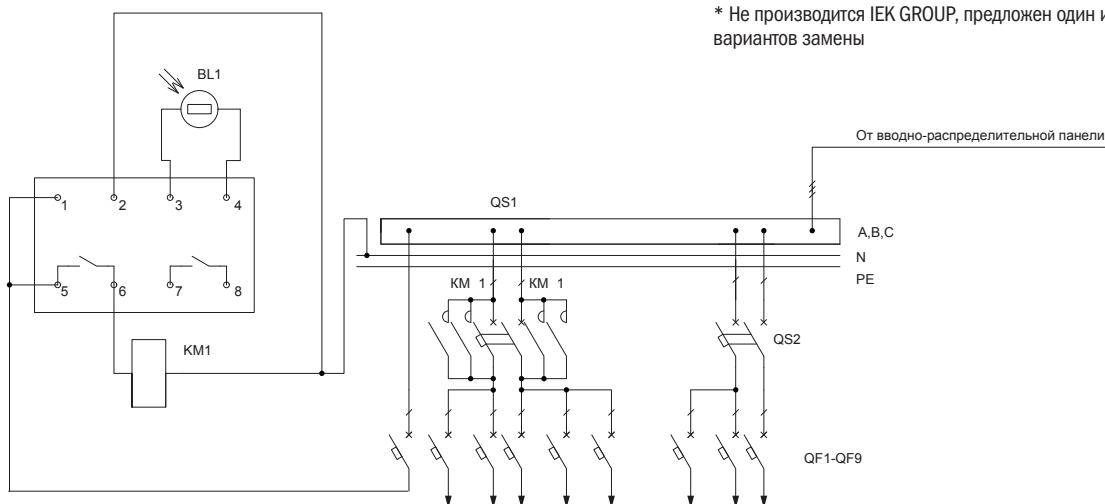 * Не производится IEK GROUP, предложен один
вариантов замены
BL1
От вводно-распределительной панели
1 2 3 4
QS1
A,B,C
N
PE
5 6 7 8
КМ 1 КМ 1
КМ1
QS2
QF1-QF9